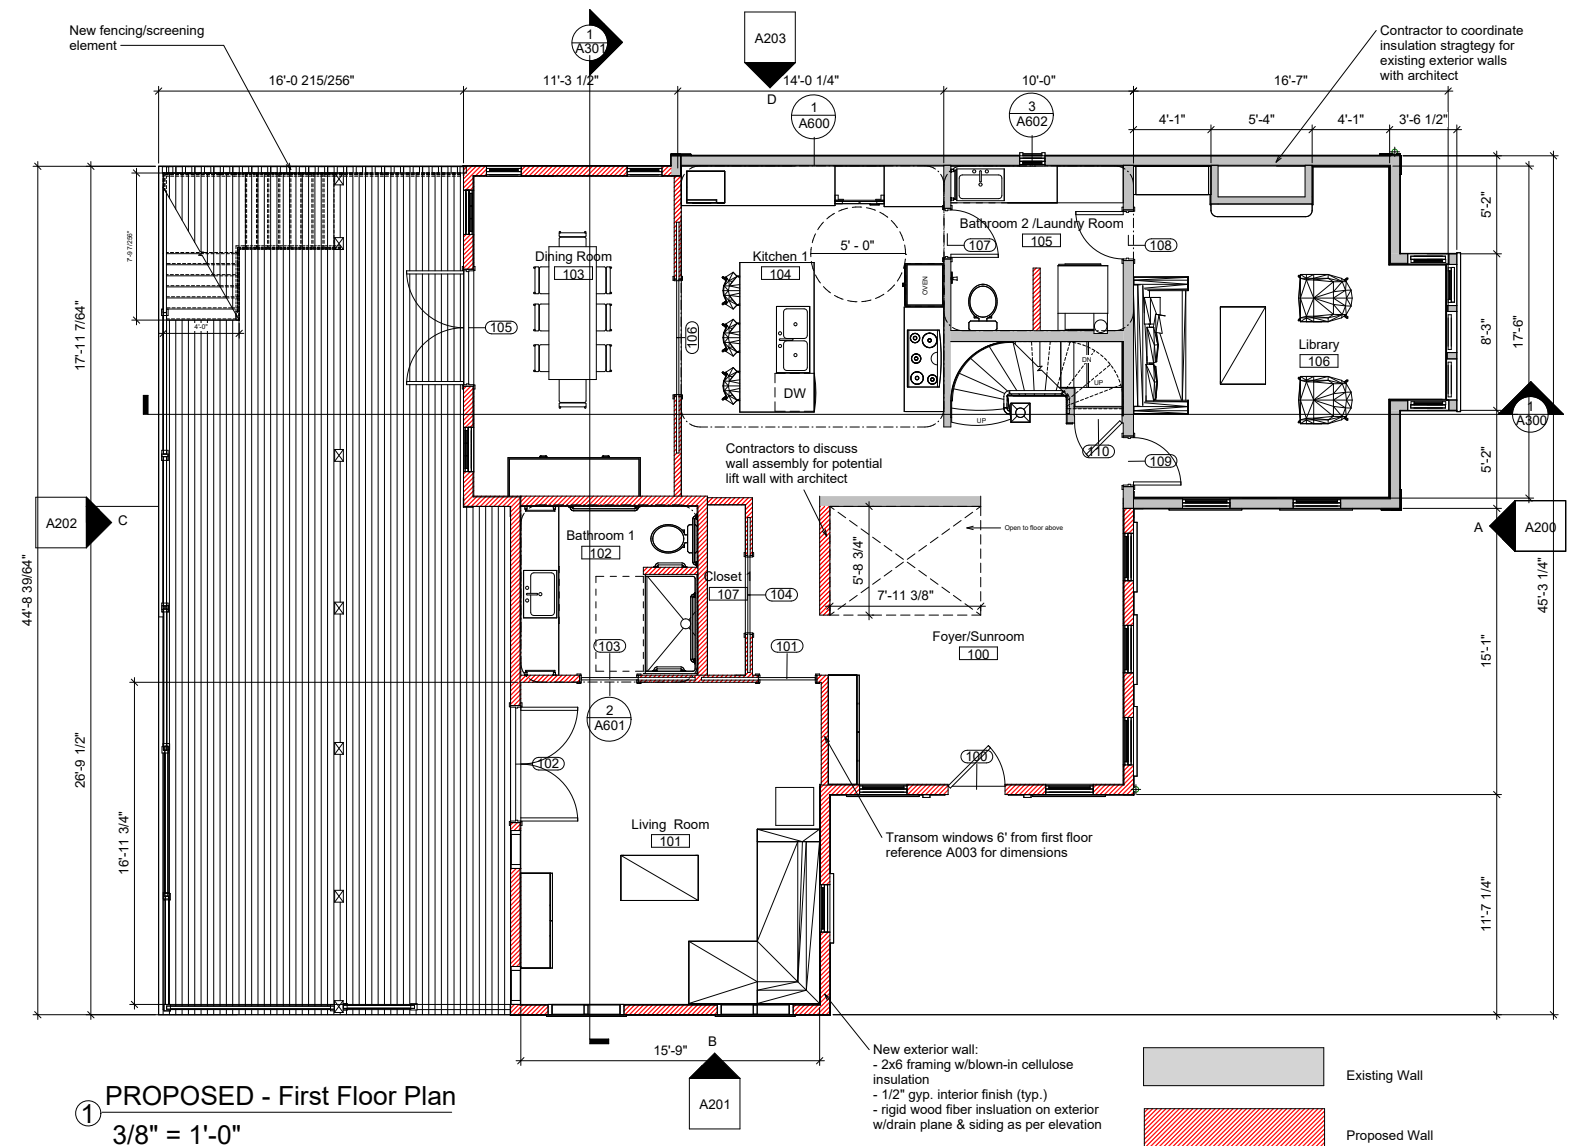 New fencing/screening
element
1
A301
A203
D
Contractor to coordinate
insulation stragtegy for
existing exterior walls
with architect
16'-0 215/256"
11'-3 1/2"
14'-0 1/4"
10'-0"
16'-7"
1
A600
3
A602
4'-1"
5'-4"
4'-1"
3'-6 1/2"
7'-9 7/256"
4'-0"
44'-8 39/64"
17'-11 7/64"
26'-9 1/2"
16'-11 3/4"
Dining Room
103
105
106
Kitchen 1
104
5' - 0"
OVEN
DW
Bathroom 2 /Laundry Room
105
107
108
Library
106
UP
DN
UP
110
109
5'-2"
8'-3"
17'-6"
5'-2"
1
A300
Contractors to discuss
wall assembly for potential
lift wall with architect
A202
C
A
A200
Bathroom 1
102
Closet 1
107
104
103
101
5'-8 3/4"
7'-11 3/8"
Open to floor above
Foyer/Sunroom
100
15'-1"
45'-3 1/4"
2
A601
102
100
Living Room
101
Transom windows 6' from first floor
reference A003 for dimensions
11'-7 1/4"
15'-9"
B
A201
New exterior wall:
- 2x6 framing w/blown-in cellulose
insulation
- 1/2" gyp. interior finish (typ.)
- rigid wood fiber insluation on exterior
w/drain plane & siding as per elevation
Existing Wall
Proposed Wall
1 PROPOSED - First Floor Plan
3/8" = 1'-0"